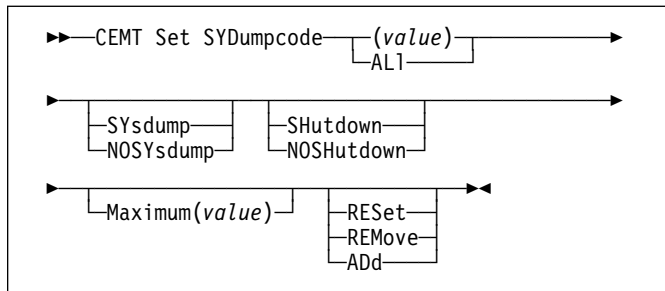 CEMT Set SYDumpcode (value)
ALl
SYsdump SHutdown
NOSYsdump NOSHutdown
Maximum(value) RESet
REMove
ADd